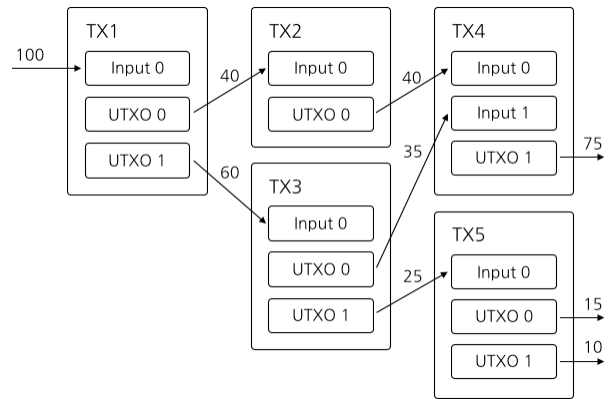 100
TX1
Input 0
UTXO 0
UTXO 1
40
60
TX2
Input 0
UTXO 0
TX3
Input 0
UTXO 0
UTXO 1
40
35
25
TX4
Input 0
Input 1
UTXO 1
75
TX5
Input 0
UTXO 0
UTXO 1
15
10